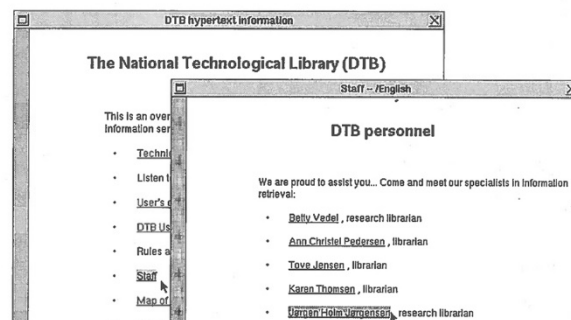 DTB hypertext information
The National Technological Library (DTB)
This is an over
Information ser
• Techni
• Listen t
• User's
• DTB Us
• Rules a
• Staff
• Map of
Staff -- /English
DTB personnel
We are proud to assist you... Come and meet our specialists in Information
retrieval:
• Betty Vedel , research librarian
• Ann Christel Pedersen , librarian
• Tove Jensen , librarian
• Karen Thomsen , librarian
• Jørgen Holm Jørgensen, research librarian